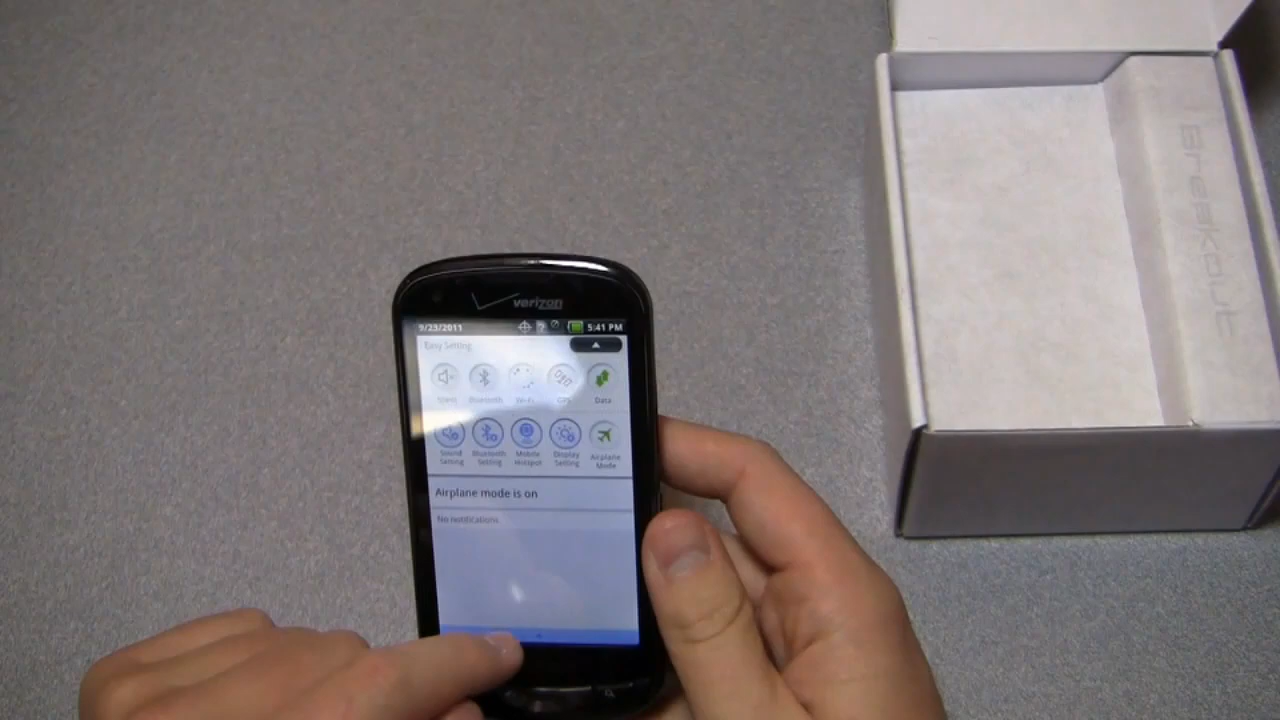 verizon
9/23/2011 ? 5:41 PM
Easy Setting
Silent Bluetooth Wi-Fi GPS Data
Sound Setting Bluetooth Setting Mobile Hotspot Display Setting Airplane Mode
Airplane mode is on
No notifications
Breakout